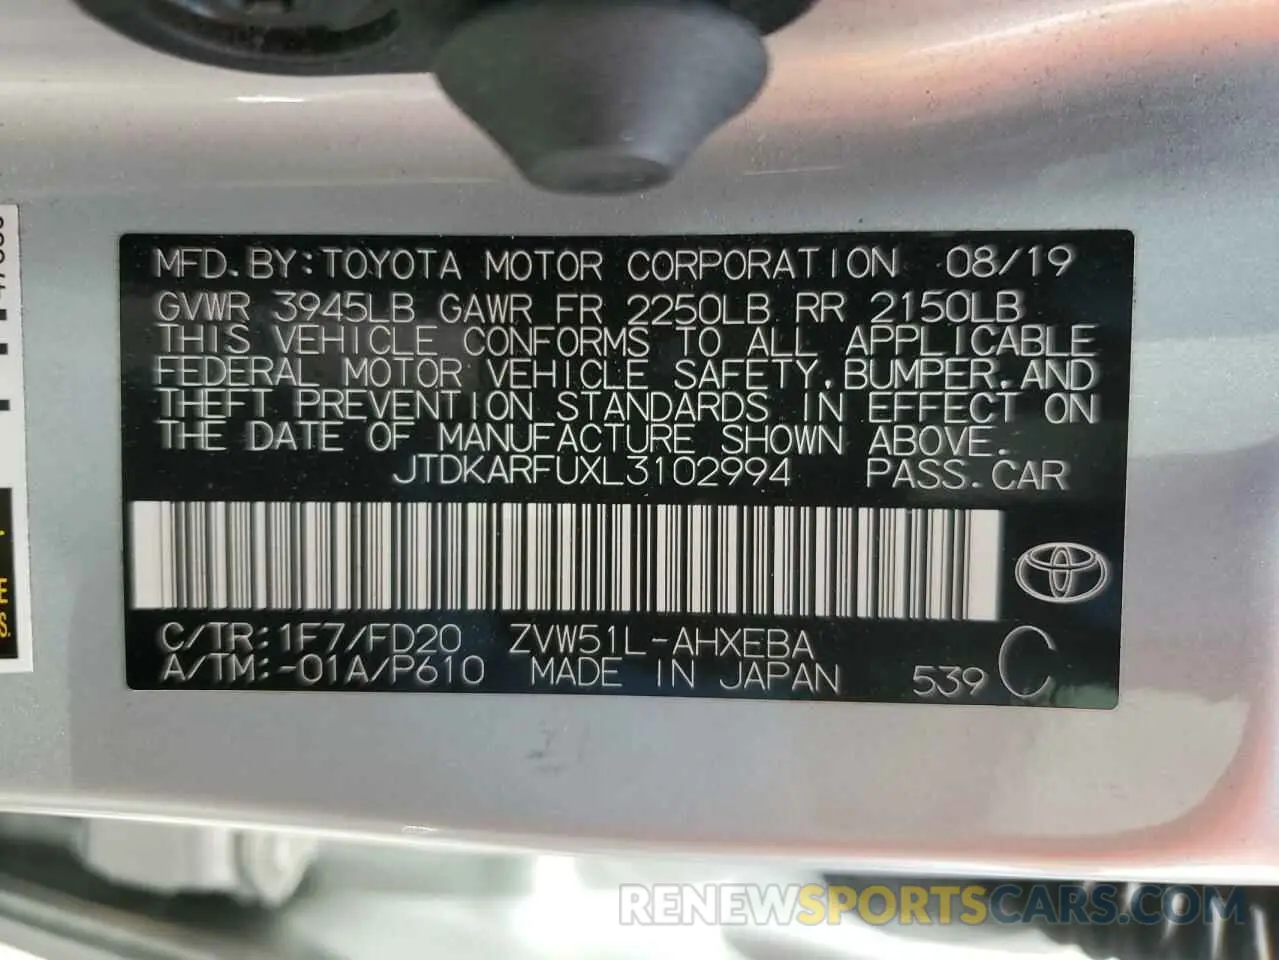 MFD.BY:TOYOTA MOTOR CORPORATION 08/19
GVWR 3945LB GAWR FR 2250LB RR 2150LB
THIS VEHICLE CONFORMS TO ALL APPLICABLE
FEDERAL MOTOR VEHICLE SAFETY,BUMPER,AND
THEFT PREVENTION STANDARDS IN EFFECT ON
THE DATE OF MANUFACTURE SHOWN ABOVE.
JTDKARFUXL3102994 PASS.CAR
C/TR:1F7/FD20 ZVW51L-AHXEBA C
A/TM:-01A/P610 MADE IN JAPAN 539
RENEWSPORTSCARS.COM